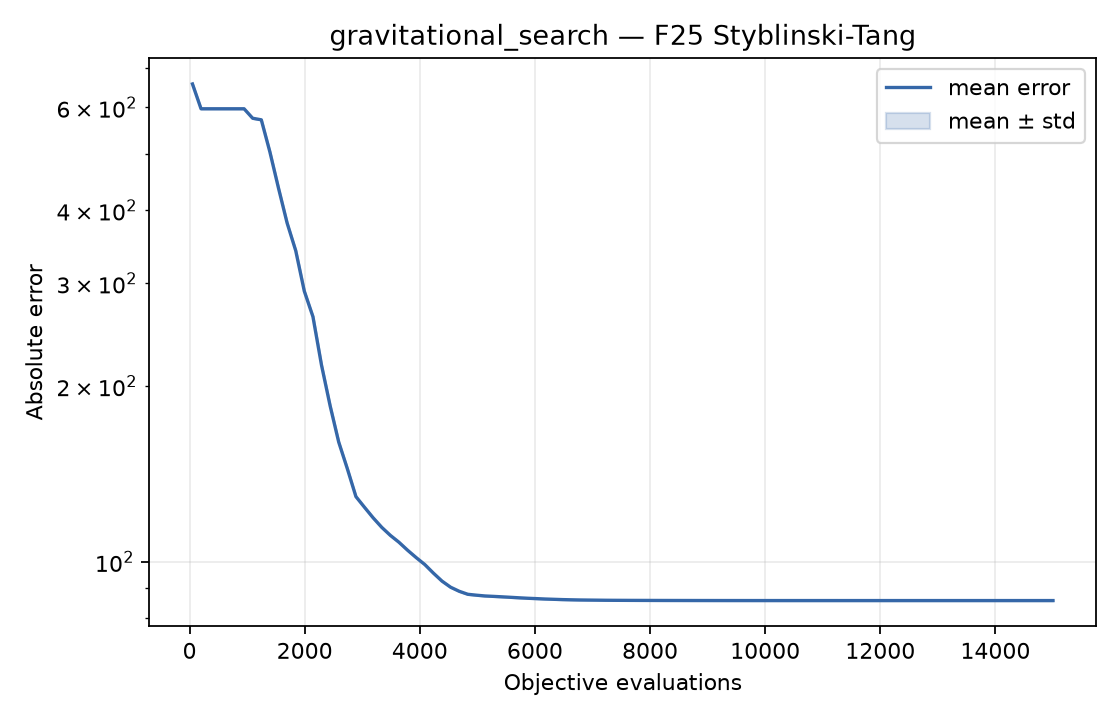 gravitational_search — F25 Styblinski-Tang
mean error
mean ± std
6 × 10²
4 × 10²
3 × 10²
2 × 10²
10²
Absolute error
0 2000 4000 6000 8000 10000 12000 14000
Objective evaluations